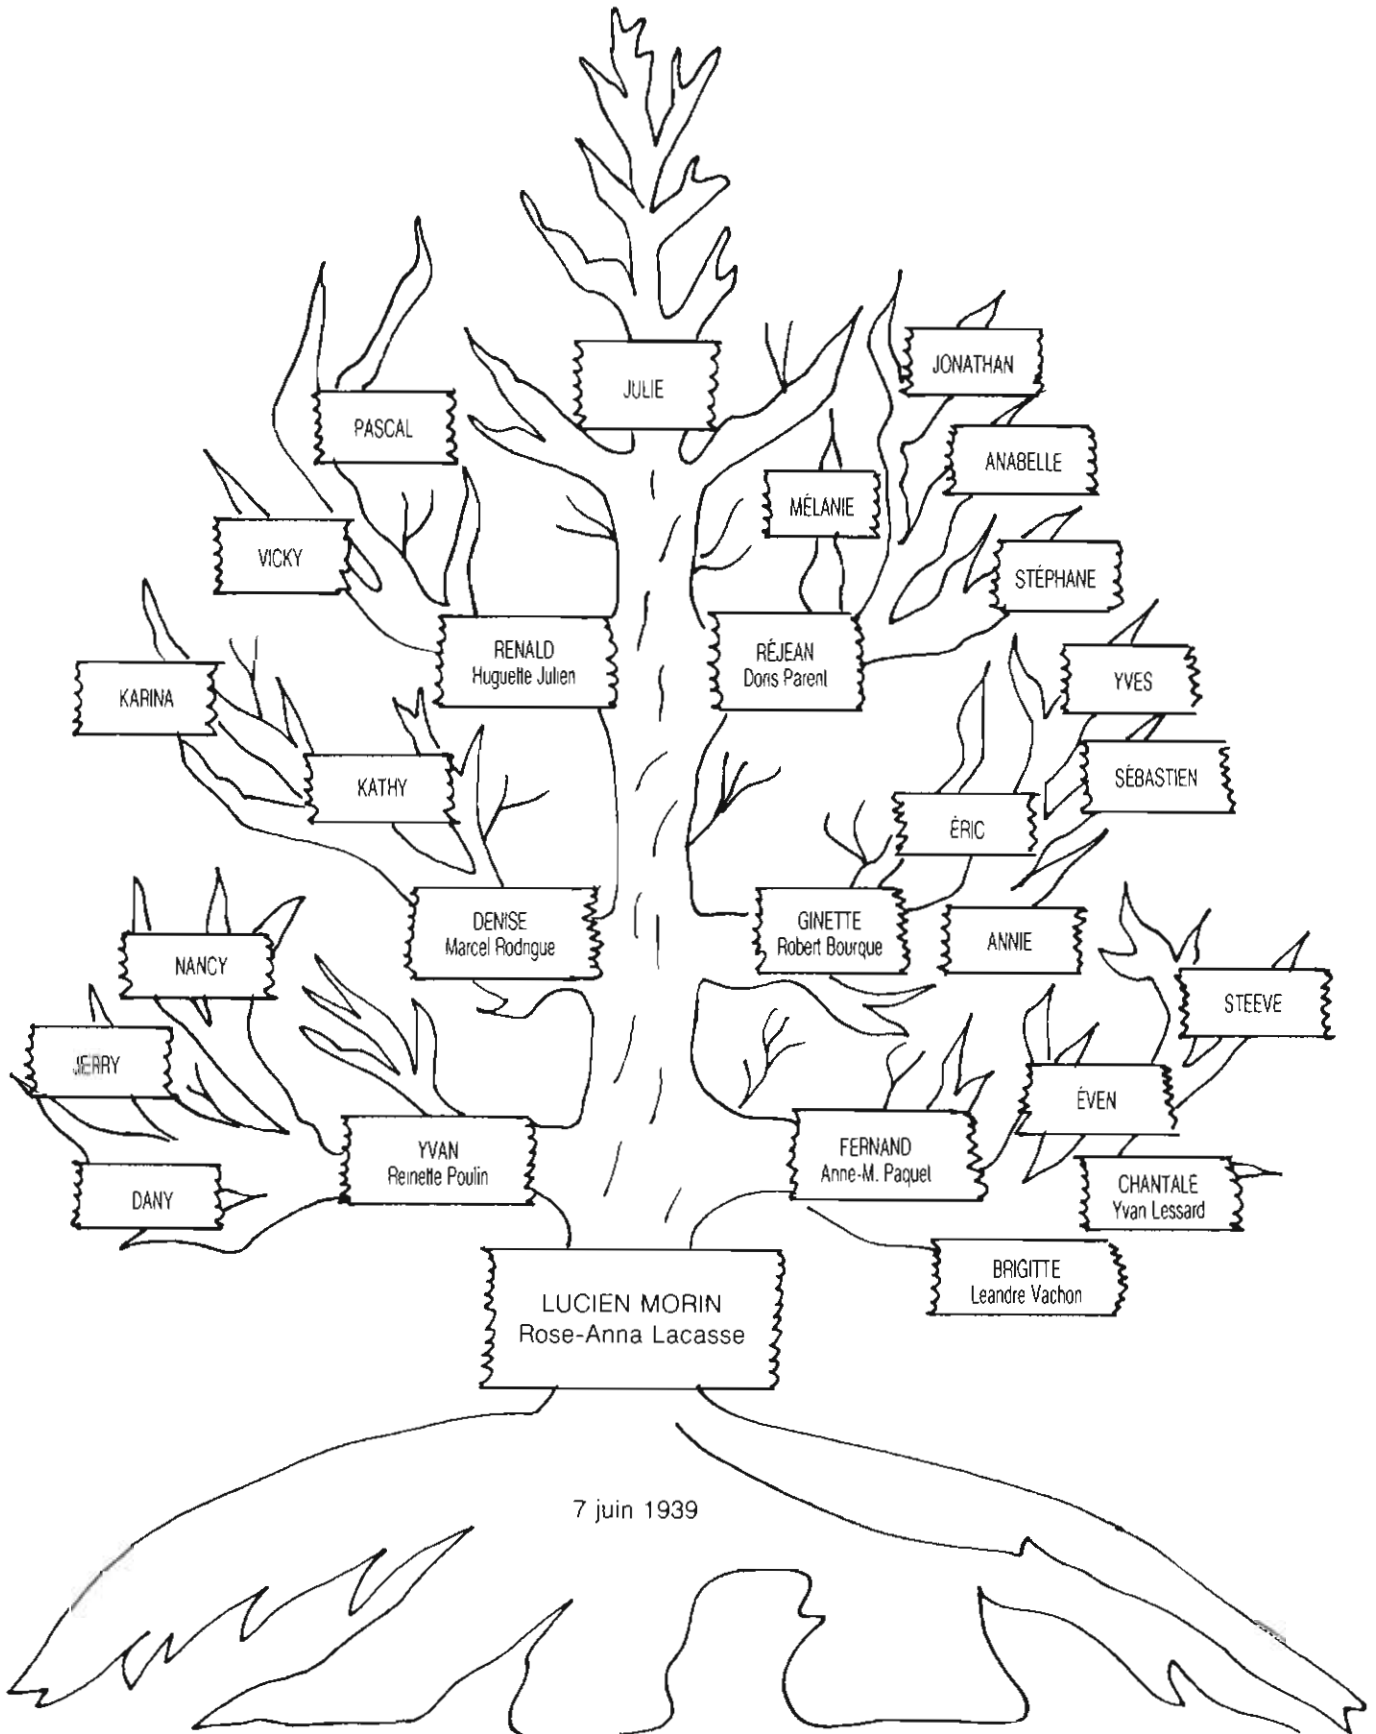 JULIE
JONATHAN
PASCAL
ANABELLE
MÉLANIE
VICKY
STÉPHANE
RENALD
Huguette Julien
RÉJEAN
Doris Parent
YVES
KARINA
SÉBASTIEN
KATHY
ÉRIC
DENISE
Marcel Rodrigue
GINETTE
Robert Bourque
ANNIE
NANCY
STEEVE
JERRY
ÉVEN
YVAN
Reinette Poulin
FERNAND
Anne-M. Paquet
DANY
CHANTALE
Yvan Lessard
BRIGITTE
Leandre Vachon
LUCIEN MORIN
Rose-Anna Lacasse
7 juin 1939